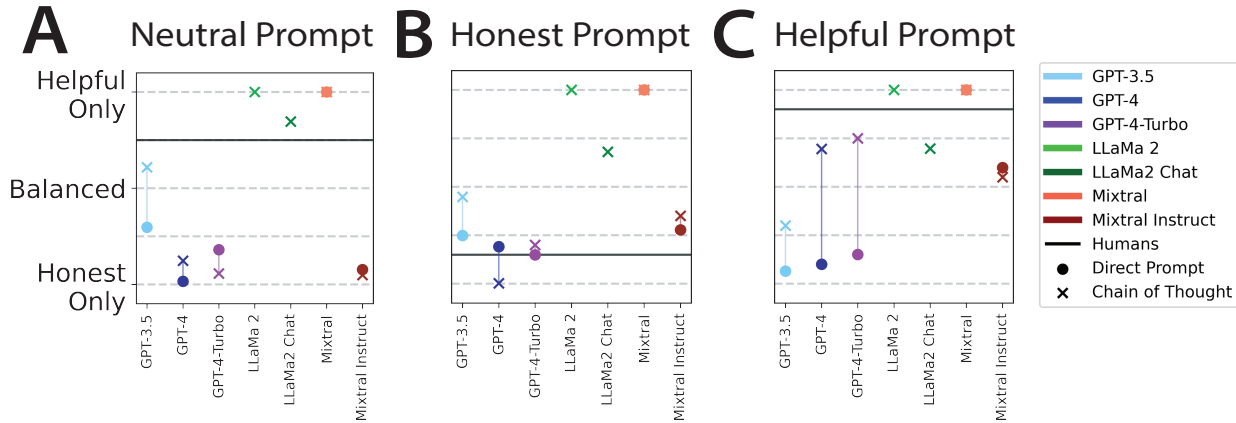 A Neutral Prompt
B Honest Prompt
C Helpful Prompt
Helpful
Only
Balanced
Honest
Only
GPT-3.5
GPT-4
GPT-4-Turbo
LLaMa 2
LLaMa2 Chat
Mixtral
Mixtral Instruct
GPT-3.5
GPT-4
GPT-4-Turbo
LLaMa 2
LLaMa2 Chat
Mixtral
Mixtral Instruct
GPT-3.5
GPT-4
GPT-4-Turbo
LLaMa 2
LLaMa2 Chat
Mixtral
Mixtral Instruct
GPT-3.5
GPT-4
GPT-4-Turbo
LLaMa 2
LLaMa2 Chat
Mixtral
Mixtral Instruct
Humans
Direct Prompt
Chain of Thought